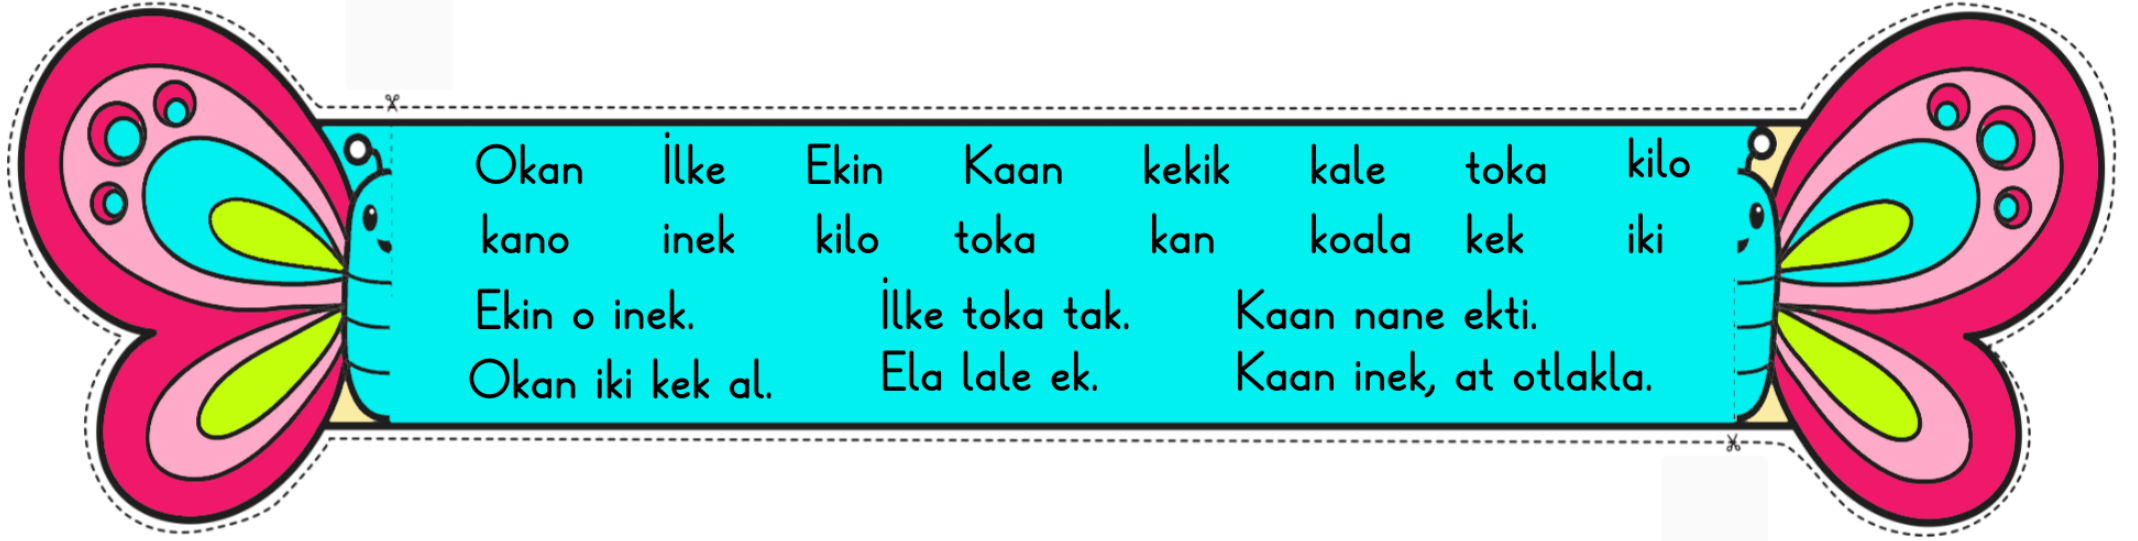 Okan İlke Ekin Kaan kekik kale toka kilo
kano inek kilo toka kan koala kek iki
Ekin o inek. İlke toka tak. Kaan nane ekti.
Okan iki kek al. Ela lale ek. Kaan inek, at otlakla.